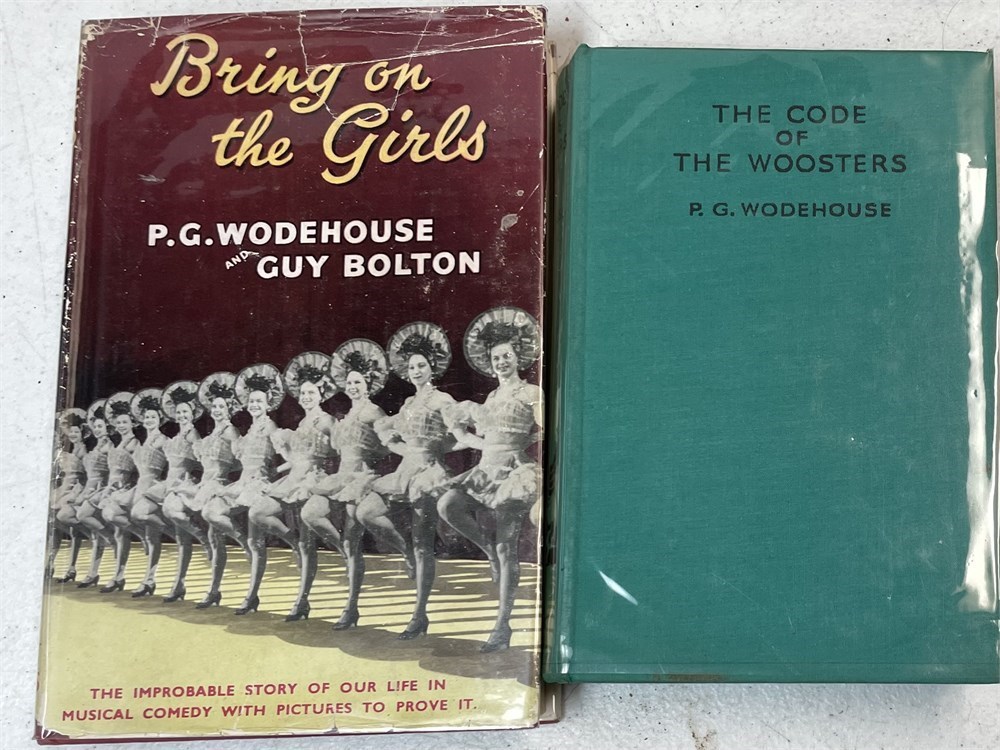 Bring on
the Girls
P.G. WODEHOUSE
AND
GUY BOLTON
THE IMPROBABLE STORY OF OUR LIFE IN
MUSICAL COMEDY WITH PICTURES TO PROVE IT.
THE CODE
OF
THE WOOSTERS
P. G. WODEHOUSE